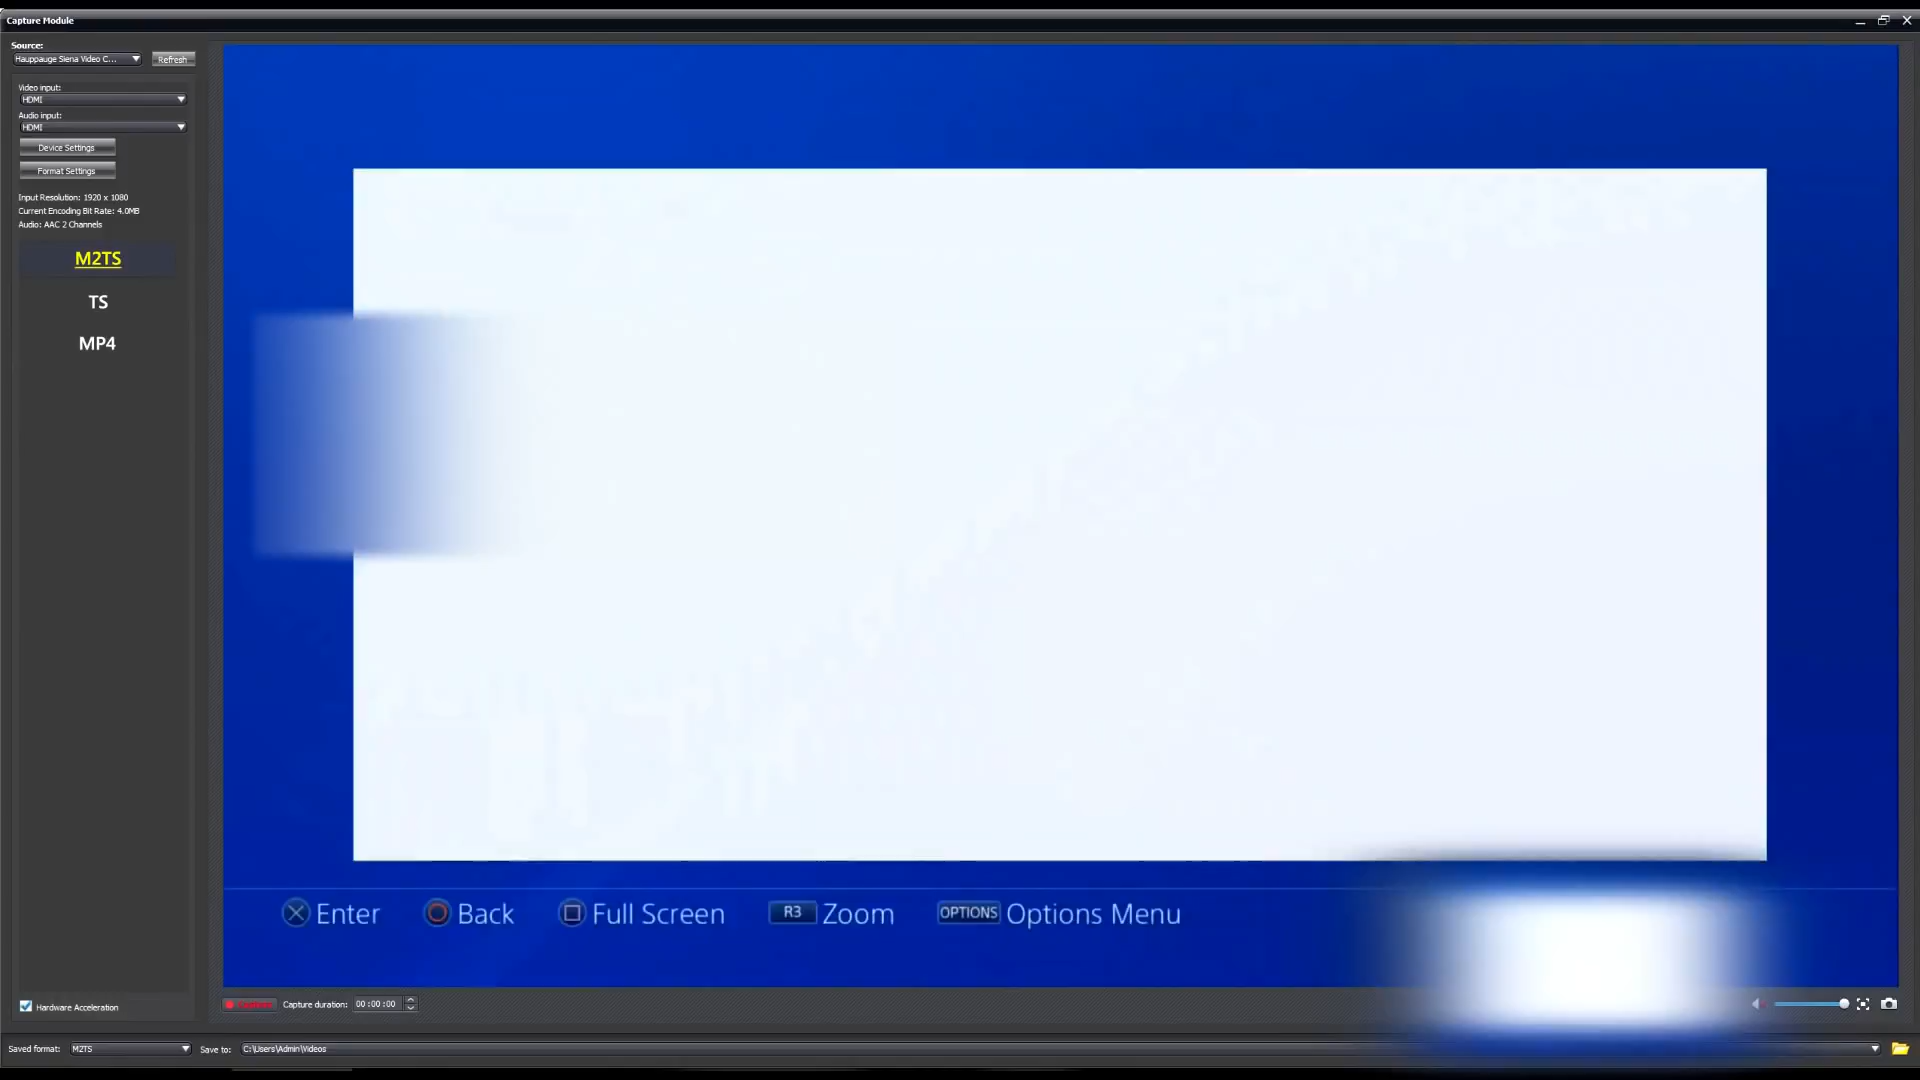 Capture Module
Source:
Hauppauge Siena Video C...
Refresh
Video input:
HDMI
Audio input:
HDMI
Device Settings
Format Settings
Input Resolution: 1920 x 1080
Current Encoding Bit Rate: 4.0MB
Audio: AAC 2 Channels
M2TS
TS
MP4
Enter Back Full Screen R3 Zoom OPTIONS Options Menu
Hardware Acceleration
Capture duration: 00:00:00
Saved format: M2TS Save to: C:\Users\Admin\Videos